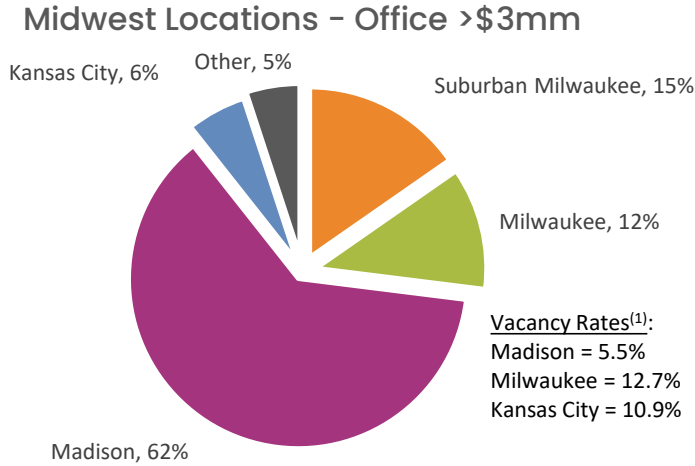 Midwest Locations - Office >$3mm
Kansas City, 6%
Other, 5%
Suburban Milwaukee, 15%
Milwaukee, 12%
Vacancy Rates(1):
Madison = 5.5%
Milwaukee = 12.7%
Kansas City = 10.9%
Madison, 62%